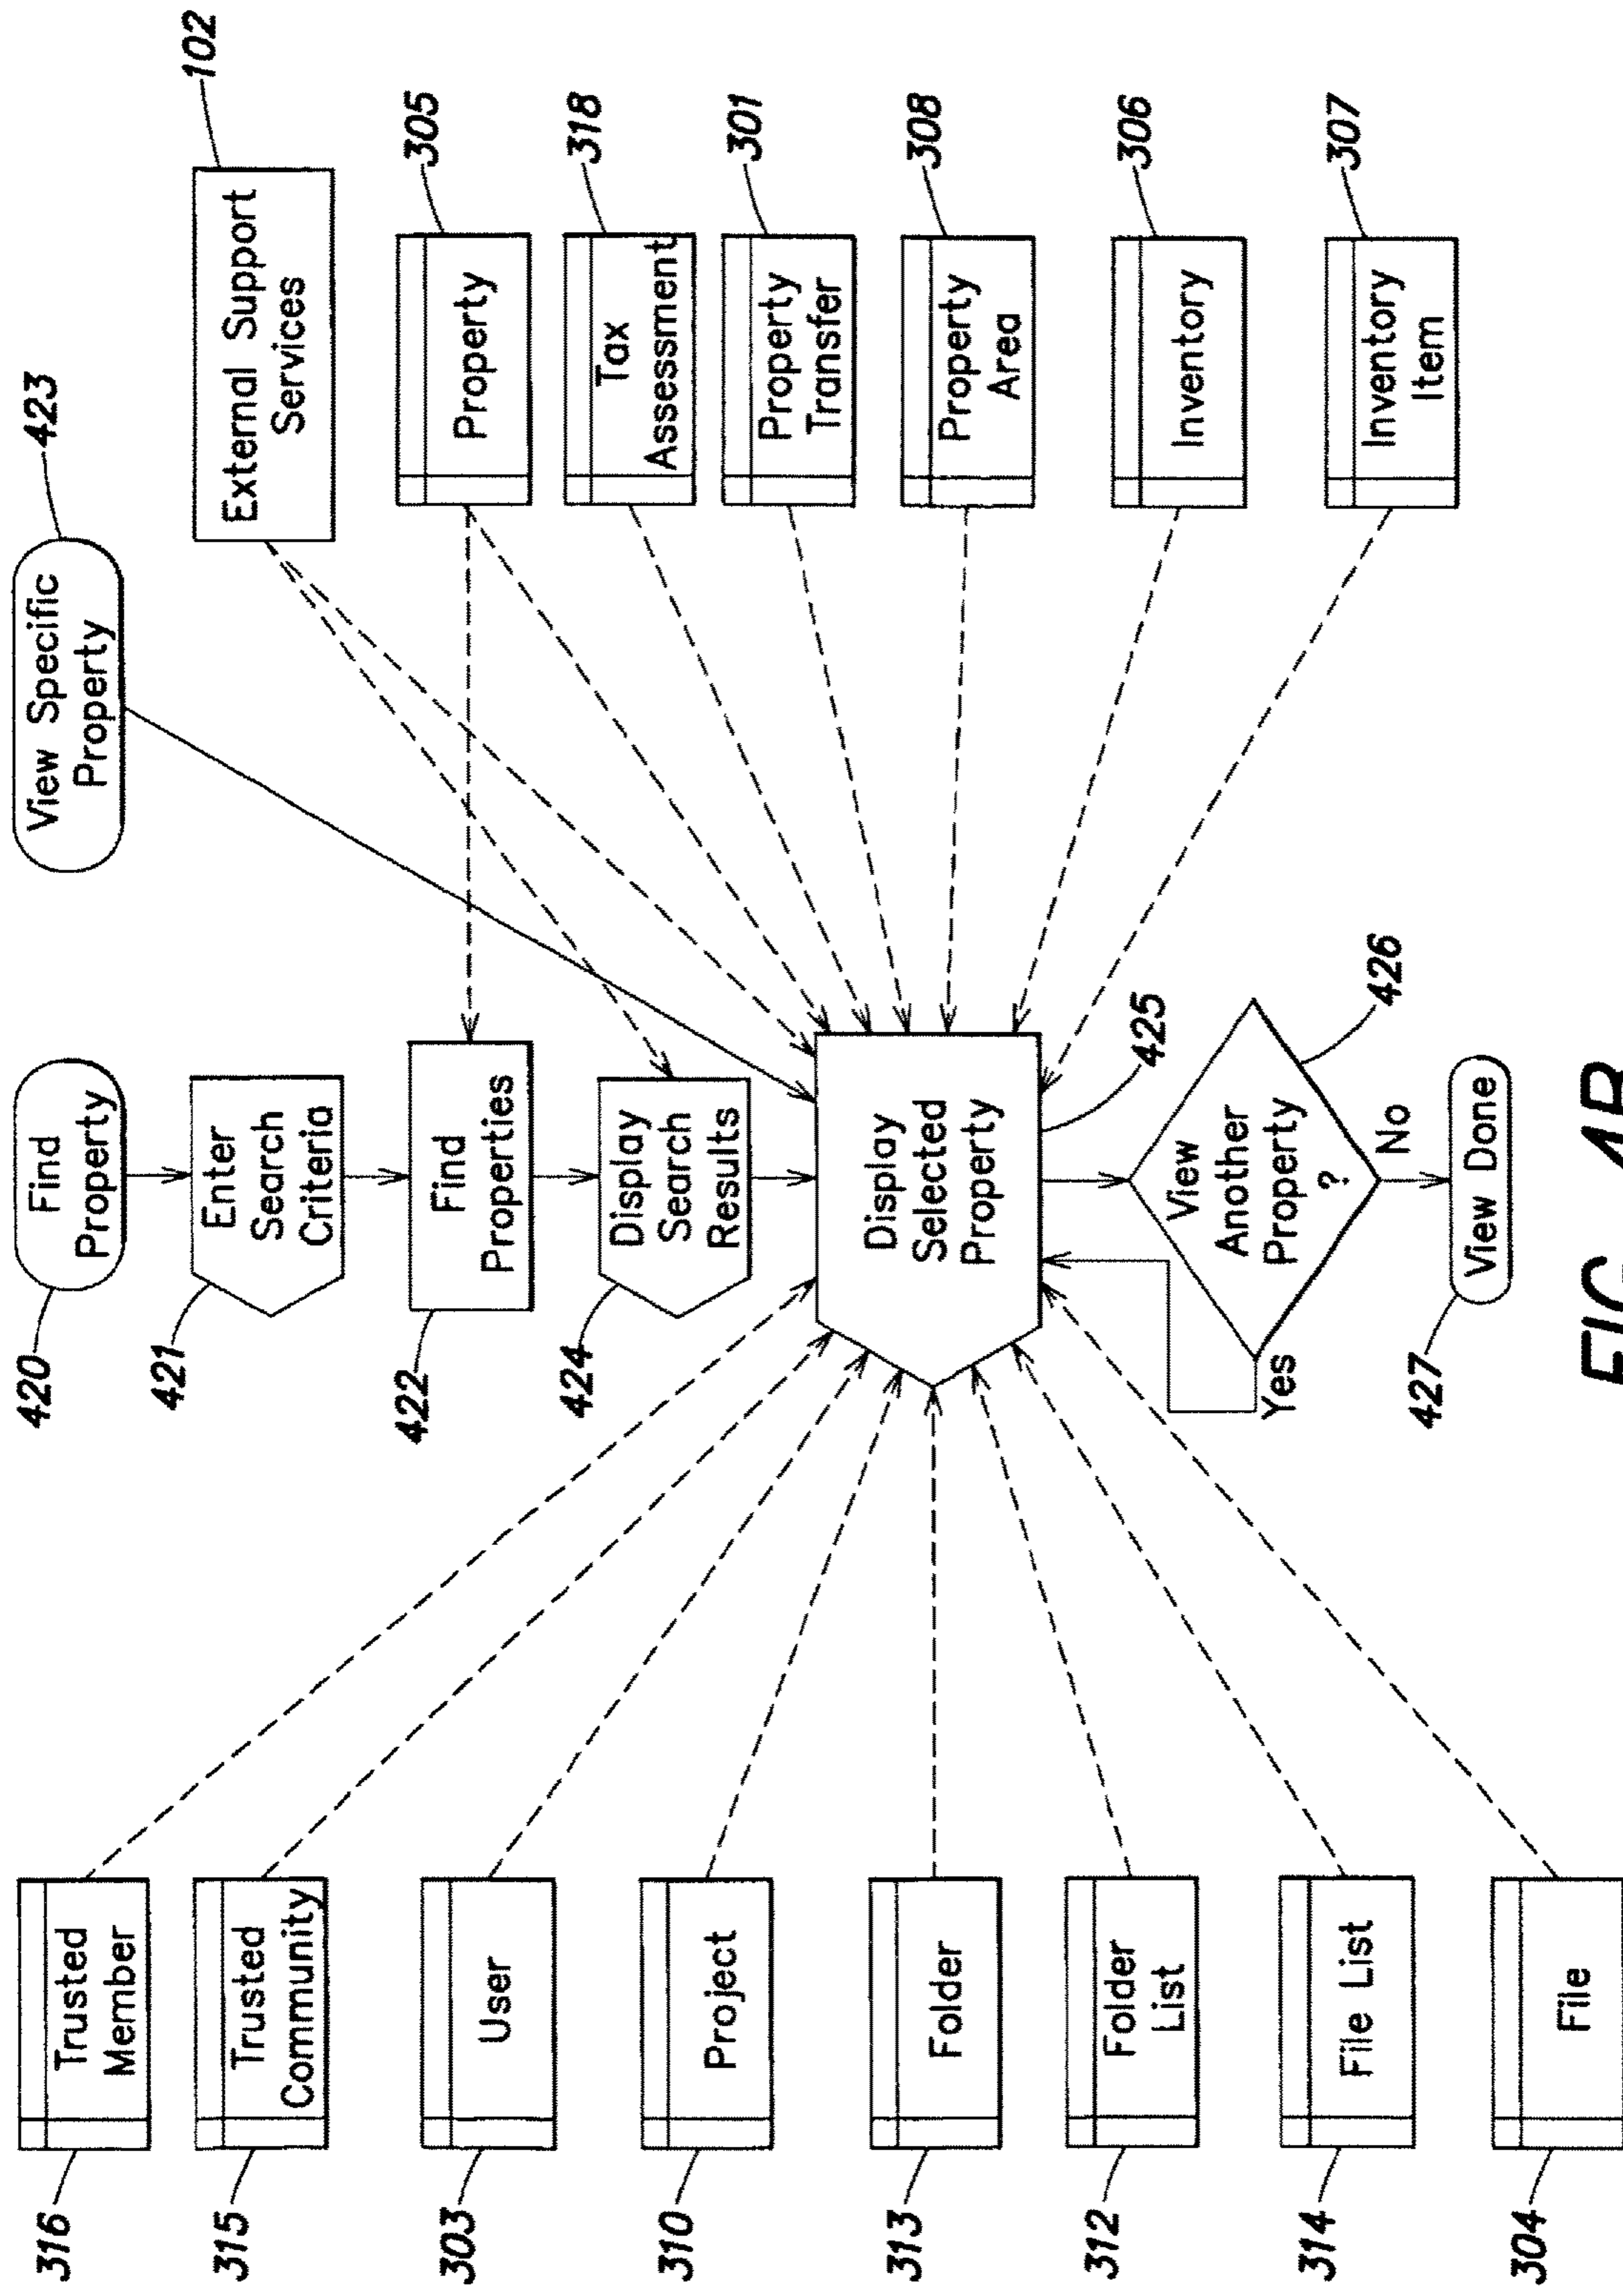 420
Find
Property
View Specific
Property
423
316
Trusted
Member
421
Enter
Search
Criteria
External Support
Services
102
315
Trusted
Community
422
Find
Properties
Property
305
303
User
424
Display
Search
Results
Tax
Assessment
318
310
Project
Property
Transfer
301
313
Folder
Display
Selected
Property
425
Property
Area
308
312
Folder
List
View
Another
Property
?
426
Yes
No
Inventory
306
314
File List
427
View Done
Inventory
Item
307
304
File
FIG. 4B